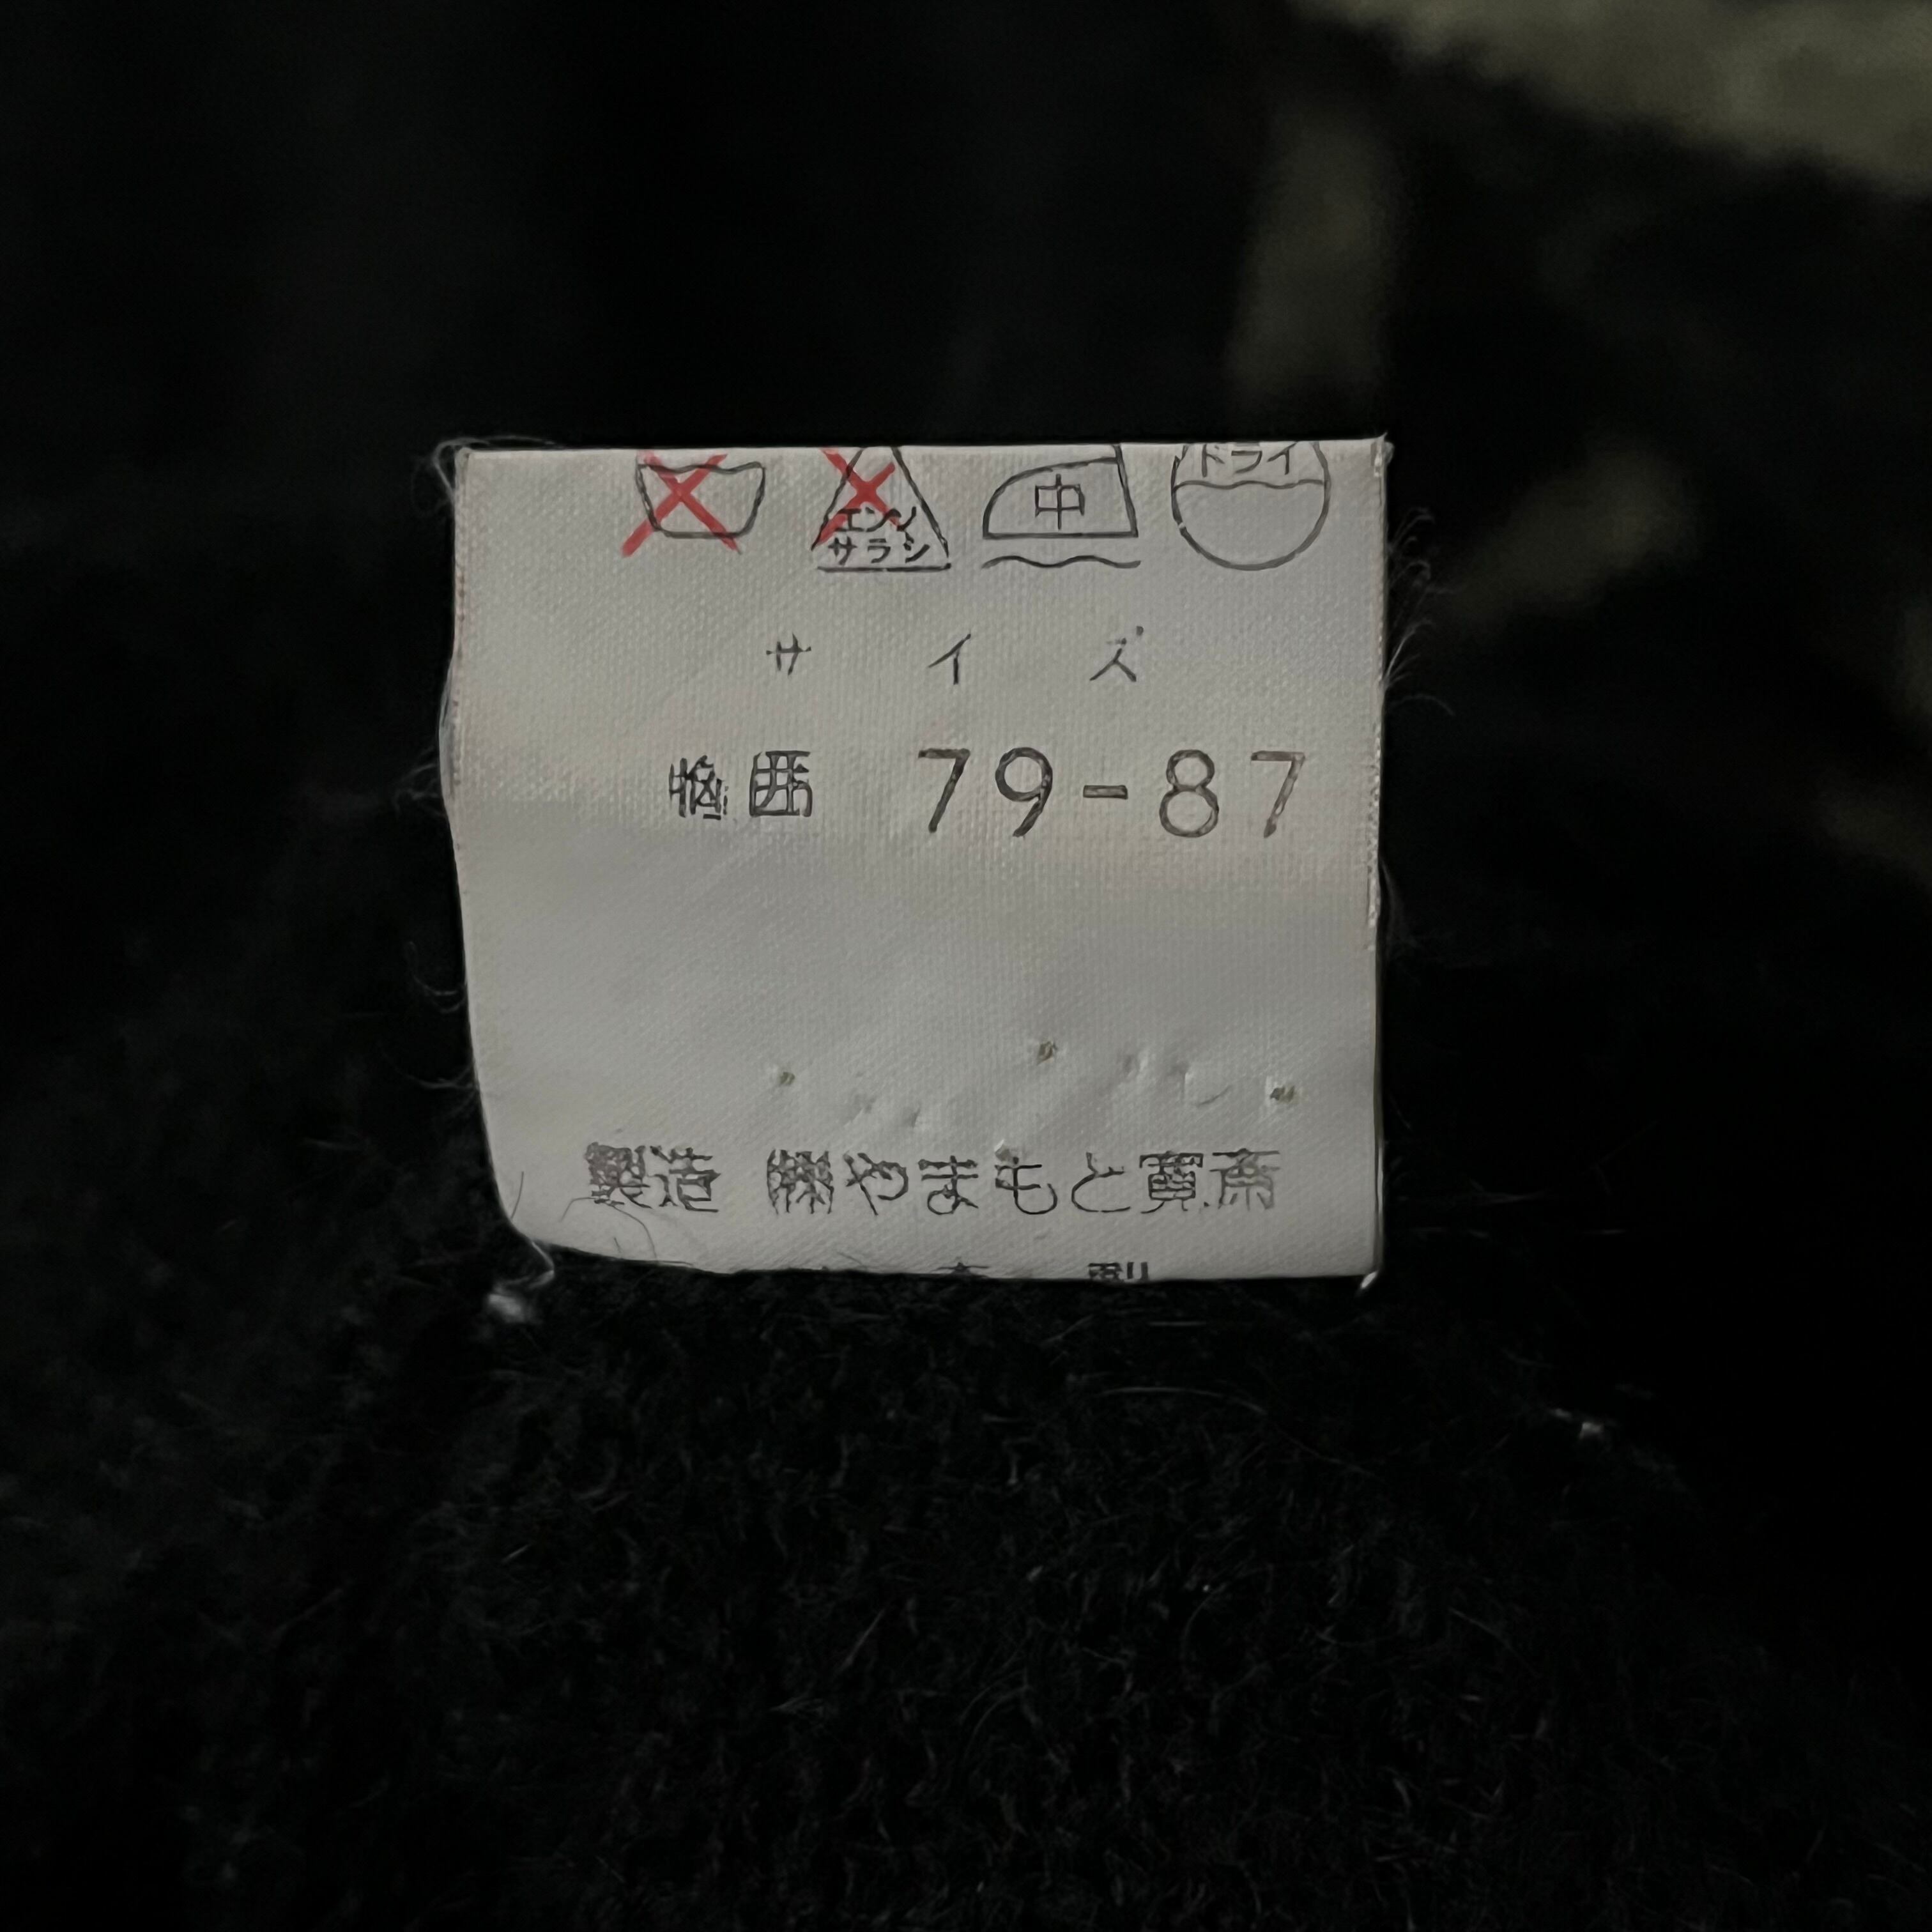 エンソ サラシ 中 ドライ
サイズ
胸囲 79-87
製造 ㈱やまもと寛斎